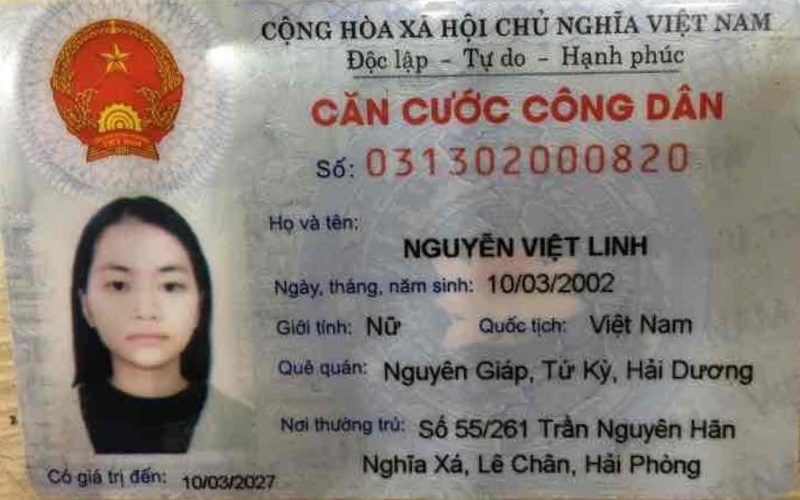 CỘNG HÒA XÃ HỘI CHỦ NGHĨA VIỆT NAM
Độc lập - Tự do - Hạnh phúc
CĂN CƯỚC CÔNG DÂN
Số: 031302000820
Họ và tên:
NGUYỄN VIỆT LINH
Ngày, tháng, năm sinh: 10/03/2002
Giới tính: Nữ Quốc tịch: Việt Nam
Quê quán: Nguyên Giáp, Tứ Kỳ, Hải Dương
Nơi thường trú: Số 55/261 Trần Nguyên Hãn
Nghĩa Xá, Lê Chân, Hải Phòng
Có giá trị đến: 10/03/2027